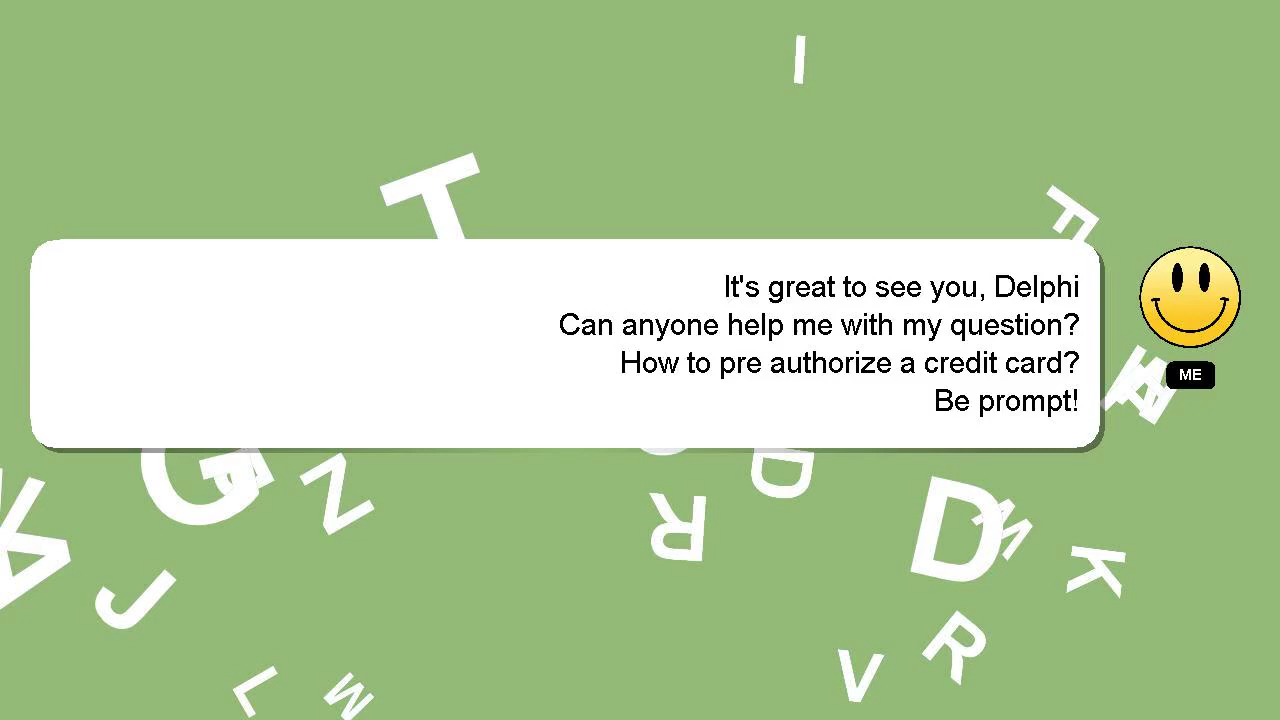 It's great to see you, Delphi
Can anyone help me with my question?
How to pre authorize a credit card?
Be prompt!
ME
I
T
F
G
N
D
R
D
M
K
J
R
V
L
M